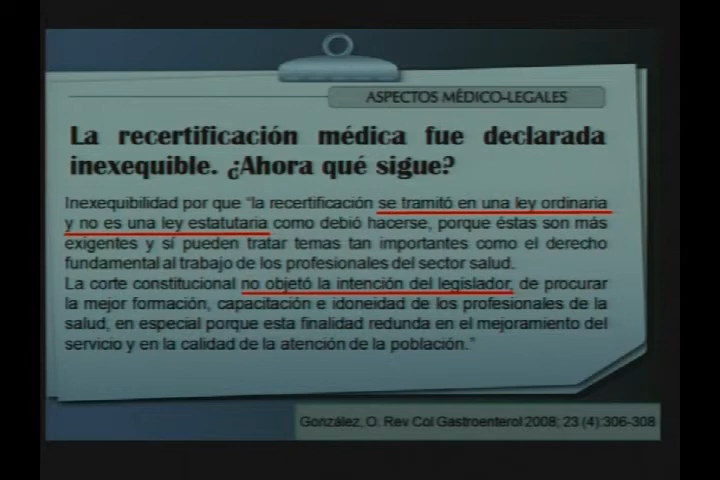 ASPECTOS MÉDICO-LEGALES
La recertificación médica fue declarada
inexequible. ¿Ahora qué sigue?
Inexequibilidad por que "la recertificación se tramitó en una ley ordinaria
y no es una ley estatutaria como debió hacerse, porque éstas son más
exigentes y sí pueden tratar temas tan importantes como el derecho
fundamental al trabajo de los profesionales del sector salud.
La corte constitucional no objetó la intención del legislador, de procurar
la mejor formación, capacitación e idoneidad de los profesionales de la
salud, en especial porque esta finalidad redunda en el mejoramiento del
servicio y en la calidad de la atención de la población."
González, O. Rev Col Gastroenterol 2008; 23 (4):306-308